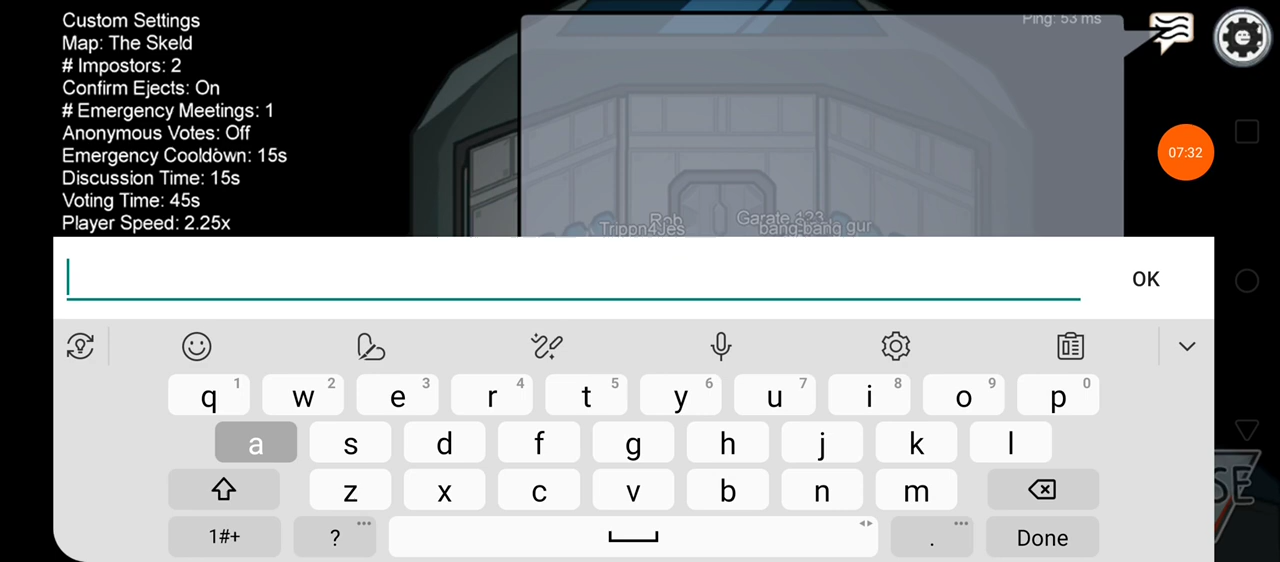 Custom Settings
Map: The Skeld
# Impostors: 2
Confirm Ejects: On
# Emergency Meetings: 1
Anonymous Votes: Off
Emergency Cooldown: 15s
Discussion Time: 15s
Voting Time: 45s
Player Speed: 2.25x
Ping: 53 ms
07:32
Rob
Trippn4Jes
Garate 423
bang bang gur
OK
q 1 w 2 e 3 r 4 t 5 y 6 u 7 i 8 o 9 p 0
a s d f g h j k l
z x c v b n m
1#+ ? . Done